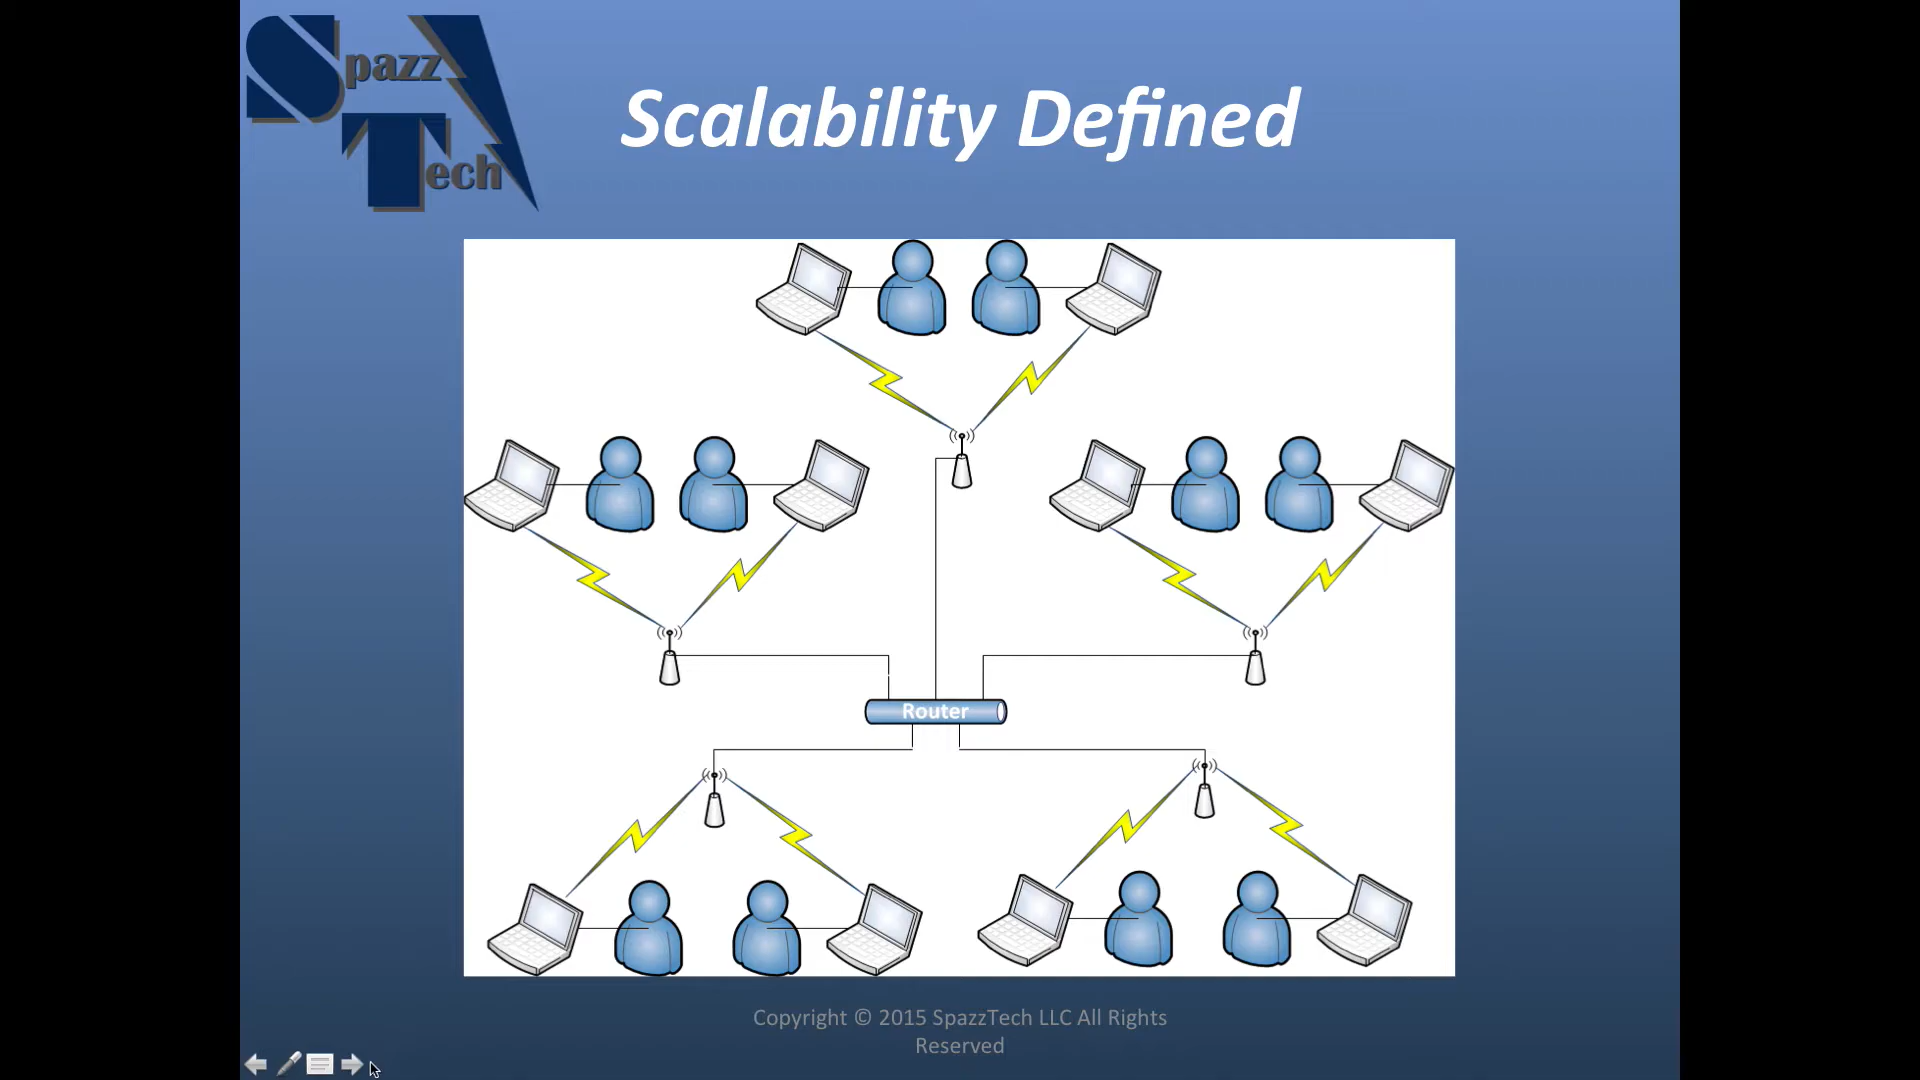 Spazz
Tech
Scalability Defined
Router
Copyright © 2015 SpazzTech LLC All Rights
Reserved